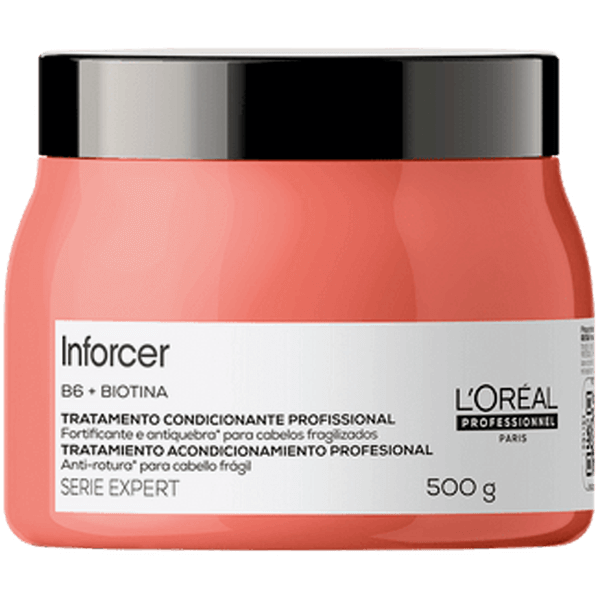 Inforcer
B6 + BIOTINA
TRATAMENTO CONDICIONANTE PROFISSIONAL
Fortificante e antiquebra* para cabelos fragilizados
TRATAMIENTO ACONDICIONAMIENTO PROFESIONAL
Anti-rotura* para cabello frágil
SERIE EXPERT
500 g
L'ORÉAL
PROFESSIONNEL
PARIS